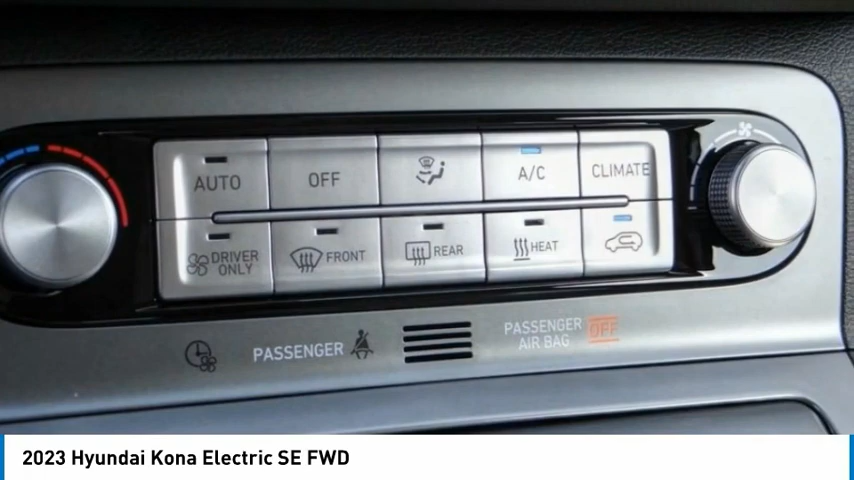 AUTO
OFF
A/C
CLIMATE
DRIVER
ONLY
FRONT
REAR
HEAT
PASSENGER
PASSENGER
AIR BAG
OFF
2023 Hyundai Kona Electric SE FWD